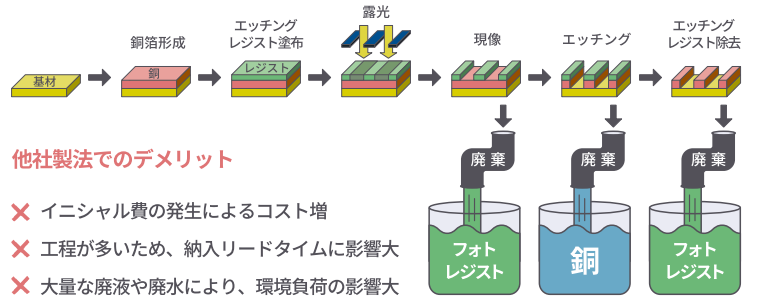 基材
銅箔形成
銅
エッチング
レジスト塗布
レジスト
露光
現像
エッチング
エッチング
レジスト除去
廃棄
廃棄
廃棄
フォト
レジスト
銅
フォト
レジスト
他社製法でのデメリット
イニシャル費の発生によるコスト増
工程が多いため、納入リードタイムに影響大
大量な廃液や廃水により、環境負荷の影響大